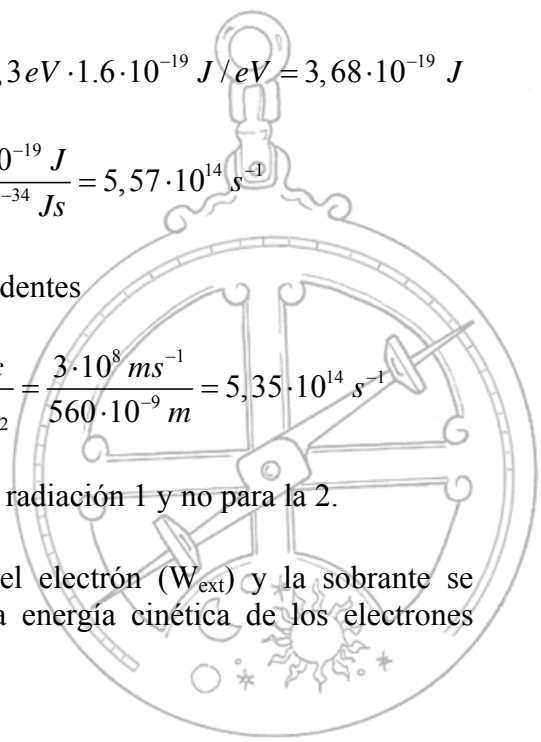 ,3 eV · 1.6 · 10⁻¹⁹ J / eV = 3,68 · 10⁻¹⁹ J
0⁻¹⁹ J / ⁻³⁴ Js = 5,57 · 10¹⁴ s⁻¹
dentes
= 3 · 10⁸ ms⁻¹ / 560 · 10⁻⁹ m = 5,35 · 10¹⁴ s⁻¹
radiación 1 y no para la 2.
el electrón (W_ext) y la sobrante se
a energía cinética de los electrones